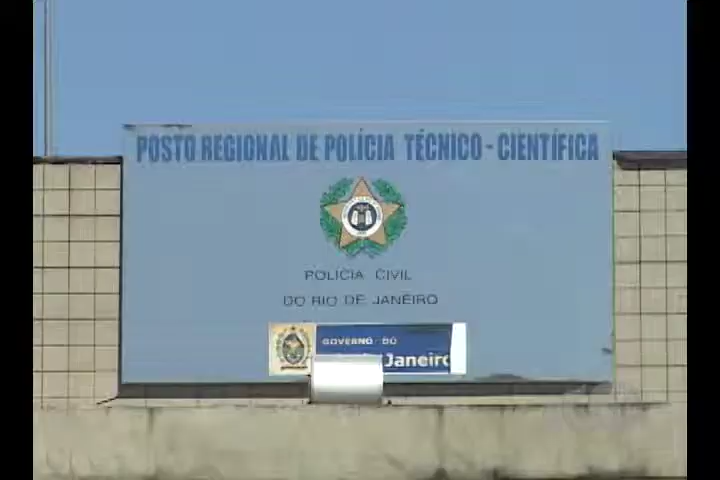 POSTO REGIONAL DE POLÍCIA TÉCNICO - CIENTÍFICA
POLÍCIA CIVIL
DO RIO DE JANEIRO
GOVERNO DO
Janeiro